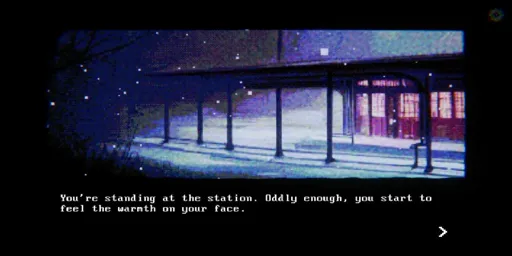 You're standing at the station. Oddly enough, you start to
feel the warmth on your face.